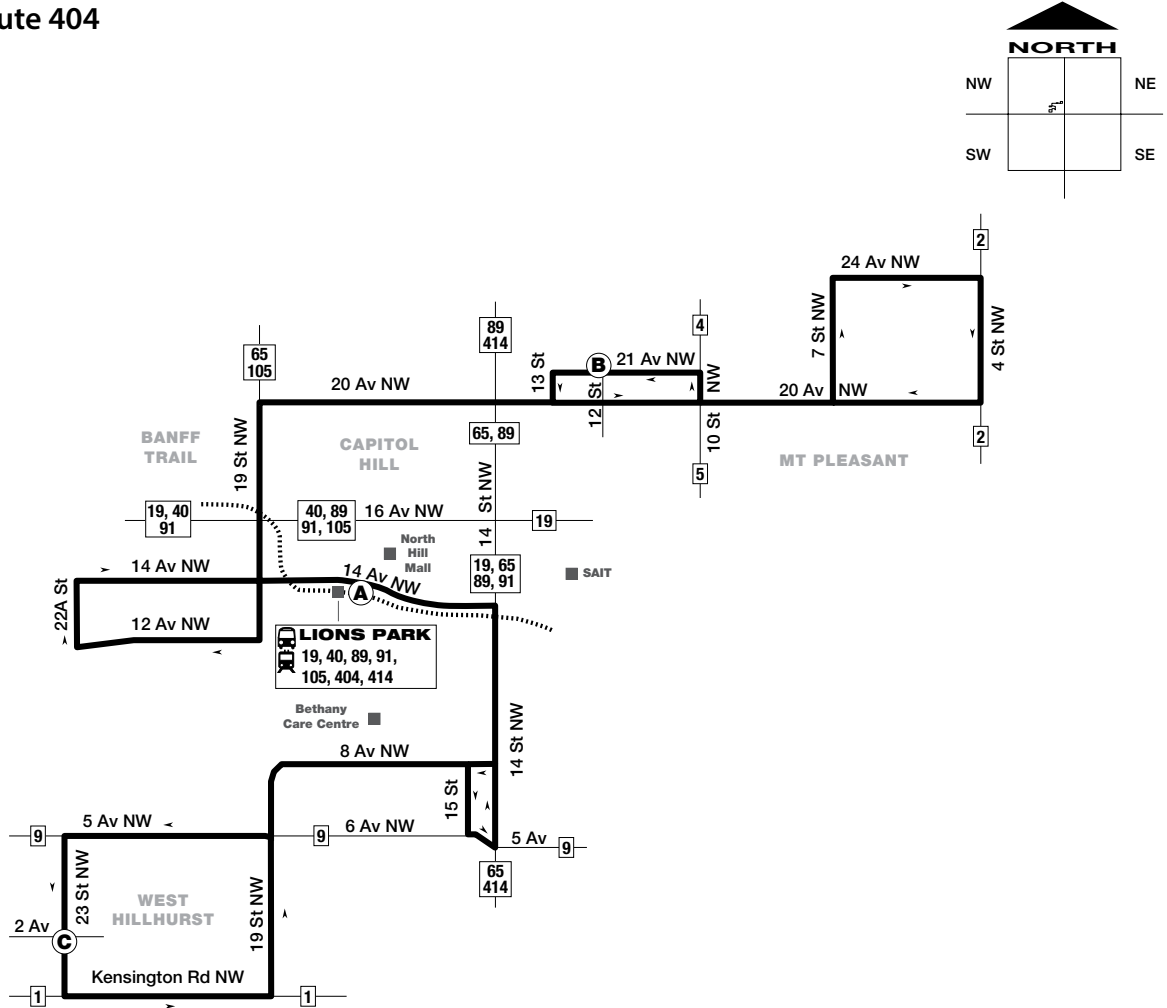 ute 404
NORTH
NW
NE
SW
SE
2
24 Av NW
7 St NW
4 St NW
89
414
4
65
105
13 St
B
21 Av NW
NW
20 Av NW
12 St
20 Av NW
10 St
65, 89
2
BANFF
TRAIL
19 St NW
CAPITOL
HILL
MT PLEASANT
5
St NW
19, 40
91
40, 89
91, 105
16 Av NW
19
14
North
Hill
Mall
19, 65
89, 91
SAIT
14 Av NW
14 Av NW
A
22A St
12 Av NW
LIONS PARK
19, 40, 89, 91,
105, 404, 414
Bethany
Care Centre
14 St NW
8 Av NW
15 St
5 Av NW
9
9
6 Av NW
5 Av
9
65
414
23 St NW
WEST
HILLHURST
19 St NW
2 Av
C
Kensington Rd NW
1
1